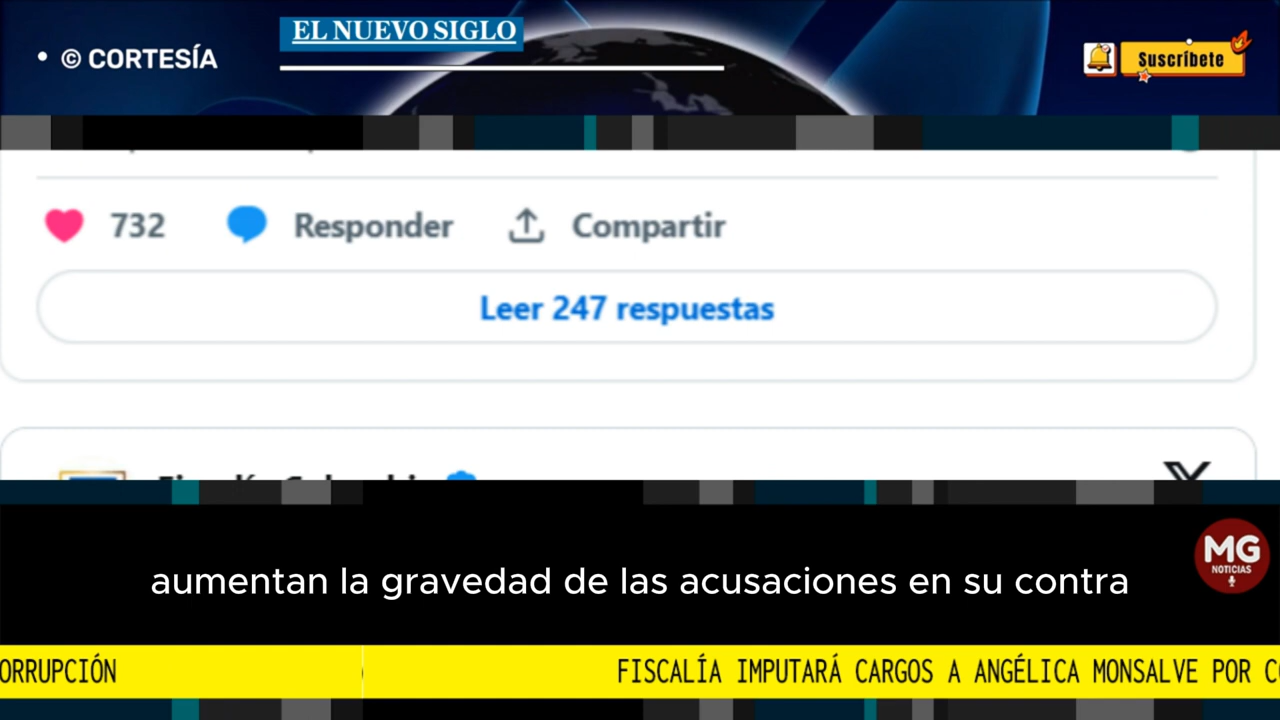 EL NUEVO SIGLO
• © CORTESÍA
Suscríbete
732 Responder Compartir
Leer 247 respuestas
aumentan la gravedad de las acusaciones en su contra
MG
NOTICIAS
ORRUPCIÓN FISCALÍA IMPUTARÁ CARGOS A ANGÉLICA MONSALVE POR CO